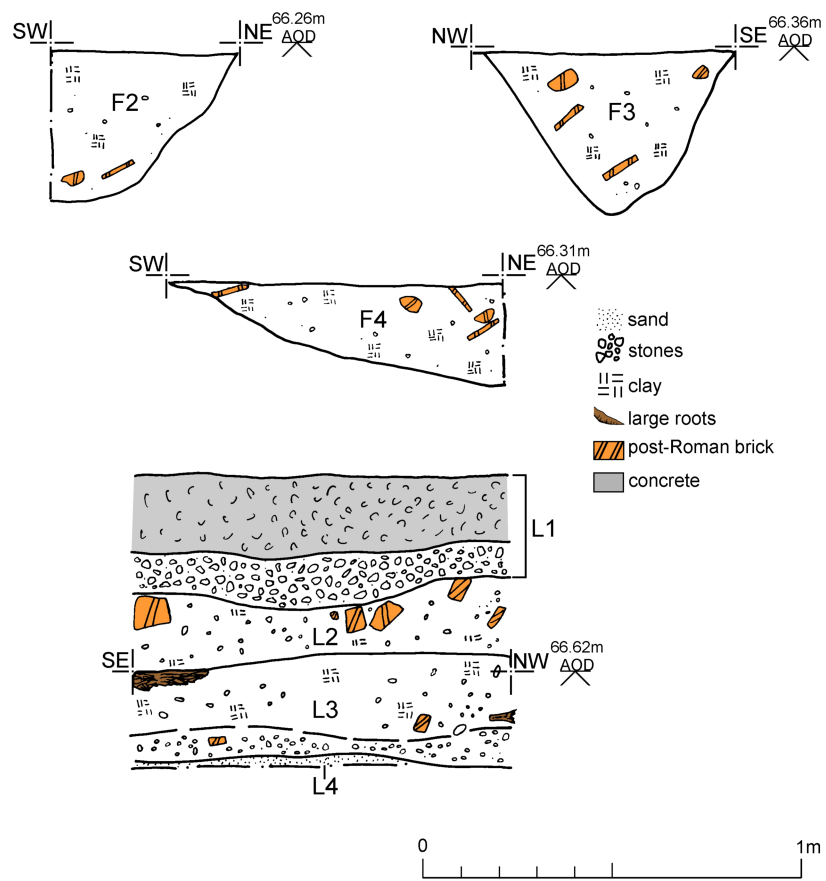 SW
NE
66.26m
AOD
F2
NW
SE
66.36m
AOD
F3
SW
NE
66.31m
AOD
F4
sand
stones
clay
large roots
post-Roman brick
concrete
L1
L2
SE
NW
66.62m
AOD
L3
L4
0
1m